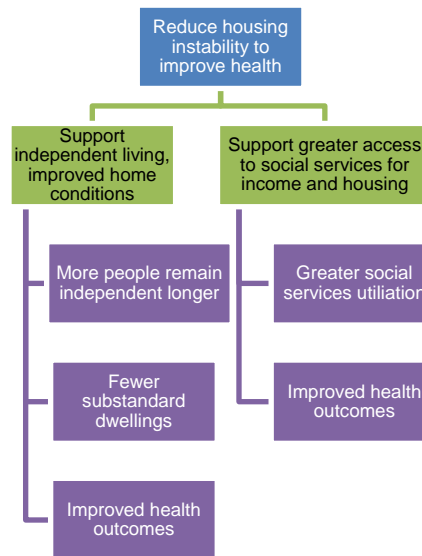 Reduce housing
instability to
improve health
Support
independent living,
improved home
conditions
Support greater access
to social services for
income and housing
More people remain
independent longer
Fewer
substandard
dwellings
Improved health
outcomes
Greater social
services utiliation
Improved health
outcomes